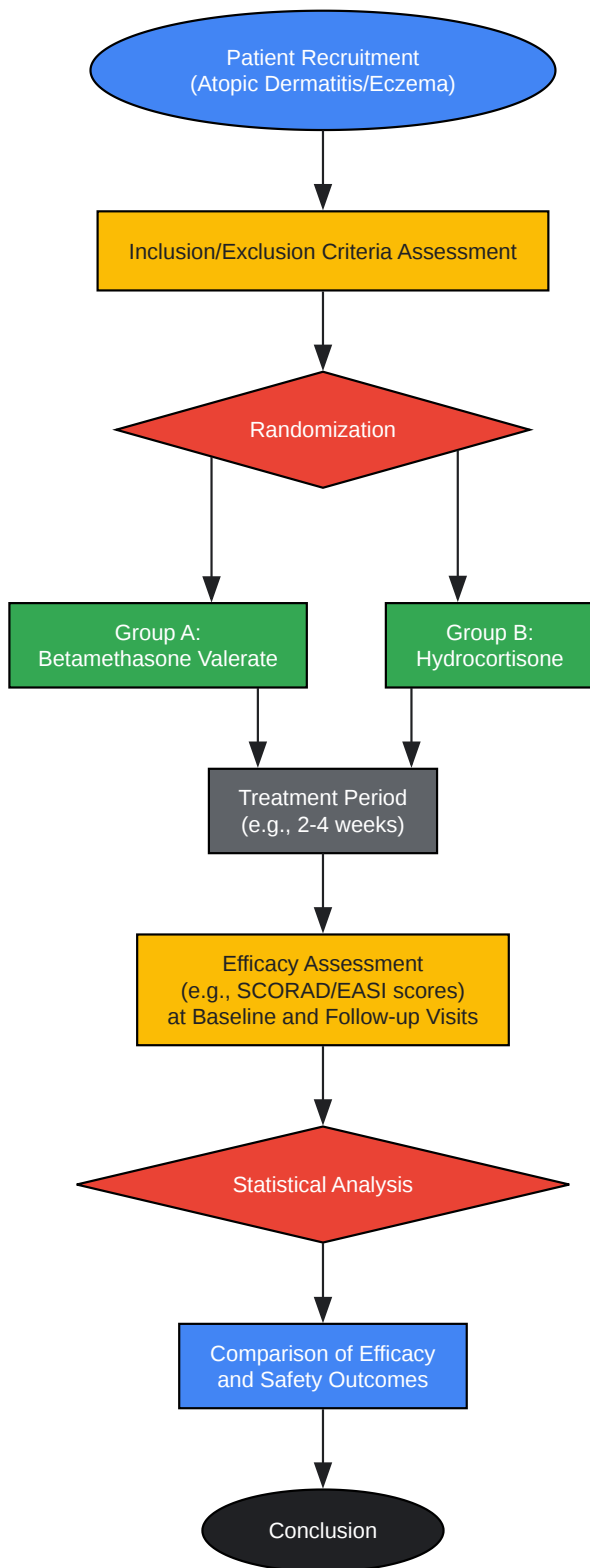 Patient Recruitment
(Atopic Dermatitis/Eczema)
Inclusion/Exclusion Criteria Assessment
Randomization
Group A:
Betamethasone Valerate
Group B:
Hydrocortisone
Treatment Period
(e.g., 2-4 weeks)
Efficacy Assessment
(e.g., SCORAD/EASI scores)
at Baseline and Follow-up Visits
Statistical Analysis
Comparison of Efficacy
and Safety Outcomes
Conclusion